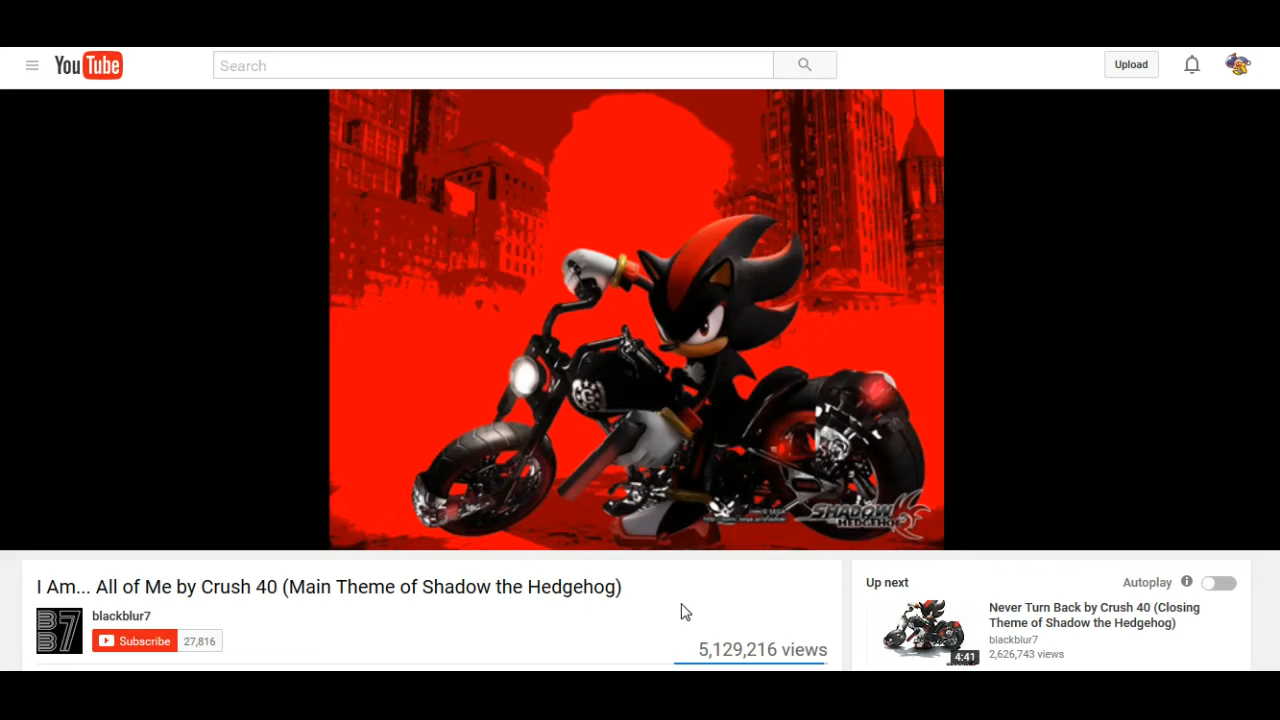 YouTube
Search
Upload
G
SHADOW
THE HEDGEHOG
I Am... All of Me by Crush 40 (Main Theme of Shadow the Hedgehog)
blackblur7
Subscribe 27,816
5,129,216 views
Up next
Autoplay
4:41
Never Turn Back by Crush 40 (Closing
Theme of Shadow the Hedgehog)
blackblur7
2,626,743 views